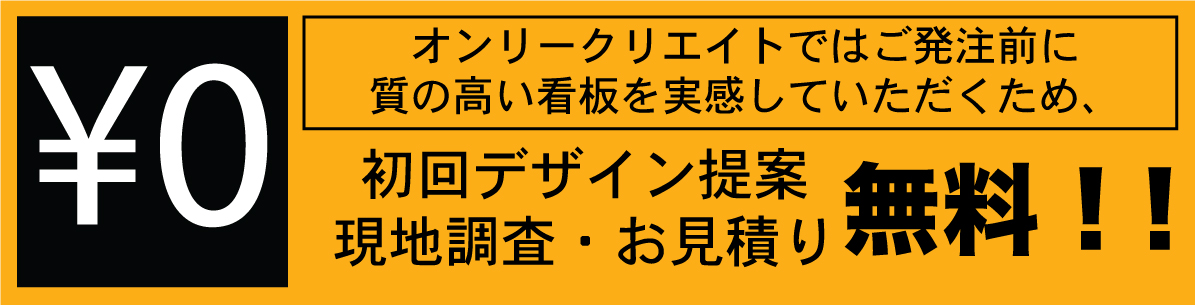 ¥0
オンリークリエイトではご発注前に
質の高い看板を実感していただくため、
初回デザイン提案
現地調査・お見積り
無料！！